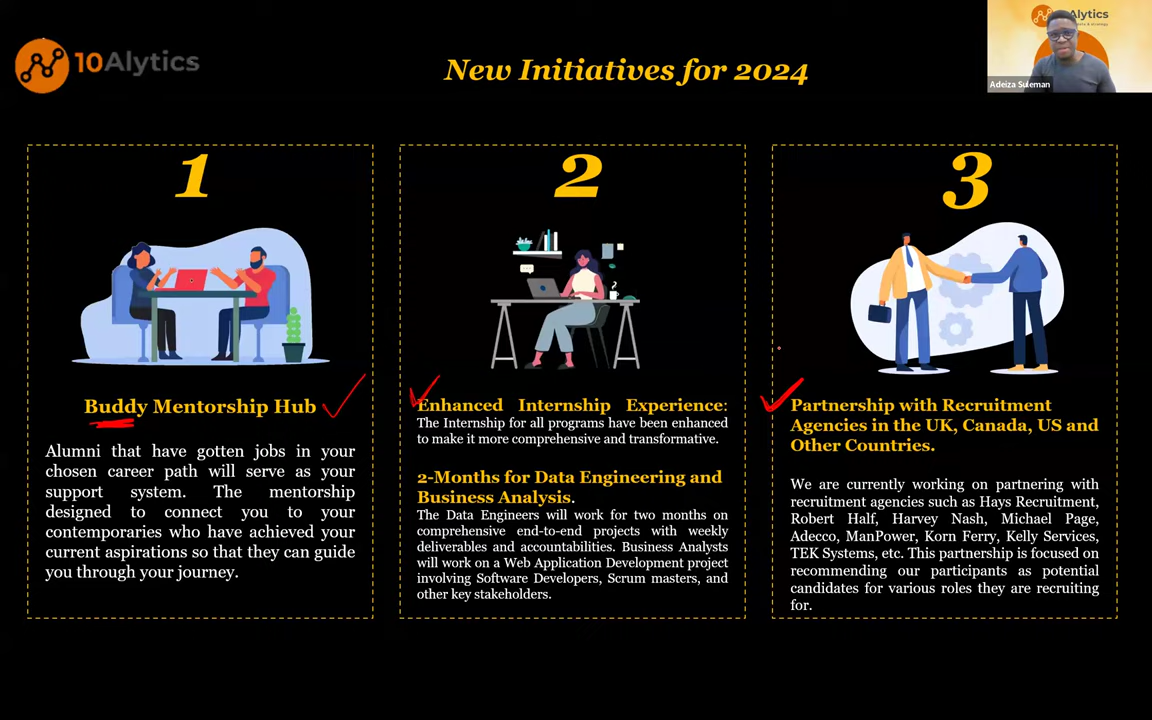 10Alytics
New Initiatives for 2024
Alytics
Adeiza Suleman
1
Buddy Mentorship Hub
Alumni that have gotten jobs in your
chosen career path will serve as your
support system. The mentorship
designed to connect you to your
contemporaries who have achieved your
current aspirations so that they can guide
you through your journey.
2
Enhanced Internship Experience:
The Internship for all programs have been enhanced
to make it more comprehensive and transformative.
2-Months for Data Engineering and
Business Analysis.
The Data Engineers will work for two months on
comprehensive end-to-end projects with weekly
deliverables and accountabilities. Business Analysts
will work on a Web Application Development project
involving Software Developers, Scrum masters, and
other key stakeholders.
3
Partnership with Recruitment
Agencies in the UK, Canada, US and
Other Countries.
We are currently working on partnering with
recruitment agencies such as Hays Recruitment,
Robert Half, Harvey Nash, Michael Page,
Adecco, ManPower, Korn Ferry, Kelly Services,
TEK Systems, etc. This partnership is focused on
recommending our participants as potential
candidates for various roles they are recruiting
for.